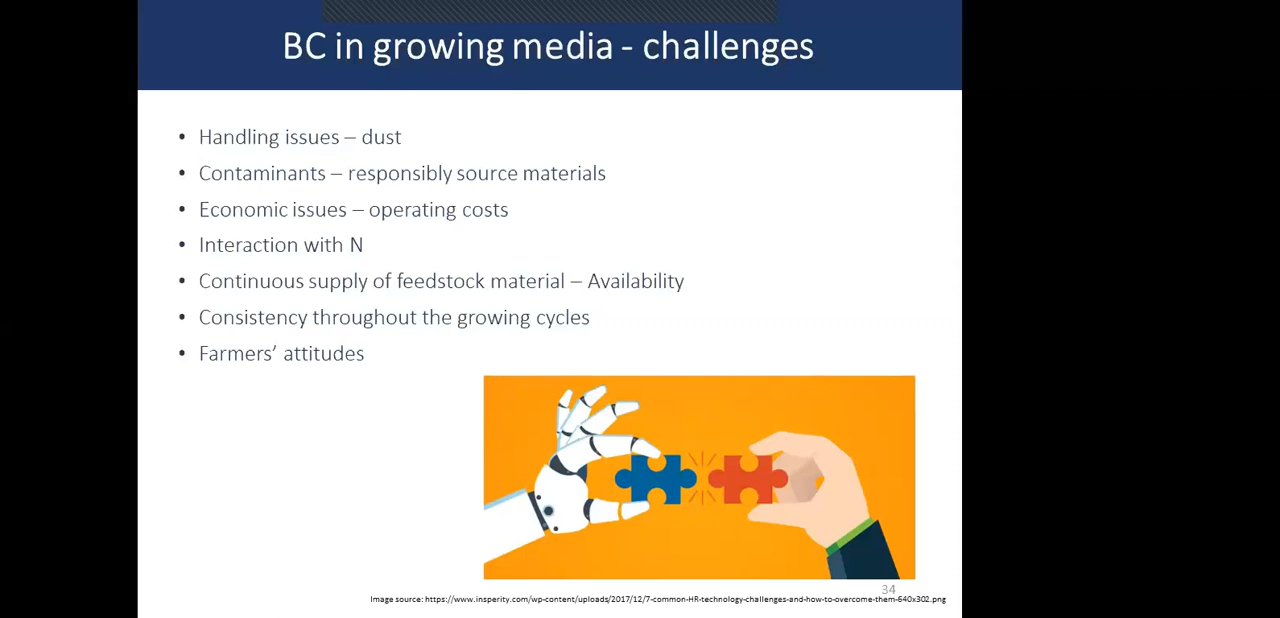 BC in growing media - challenges
• Handling issues – dust
• Contaminants – responsibly source materials
• Economic issues – operating costs
• Interaction with N
• Continuous supply of feedstock material – Availability
• Consistency throughout the growing cycles
• Farmers’ attitudes
34
Image source: https://www.insperity.com/wp-content/uploads/2017/12/7-common-HR-technology-challenges-and-how-to-overcome-them-640x302.png